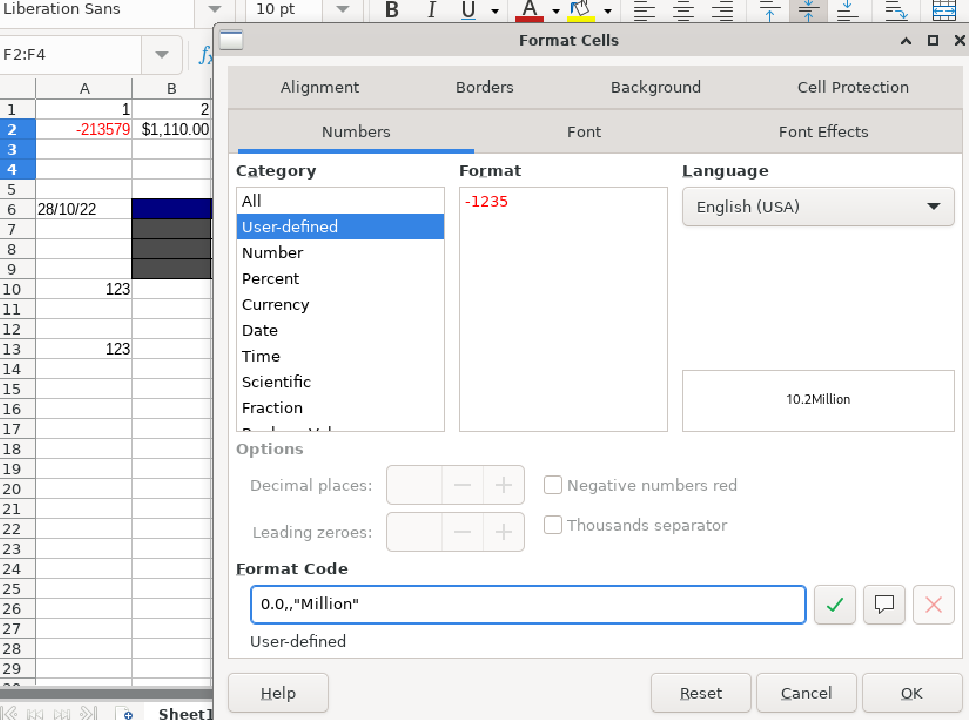 Liberation Sans 10 pt B I U A
F2:F4
Format Cells
Alignment Borders Background Cell Protection
Numbers Font Font Effects
A B
1 1 2
2 -213579 $1,110.00
3
4
5
6 28/10/22
7
8
9
10 123
11
12
13 123
14
15
16
17
18
19
20
21
22
23
24
25
26
27
28
29
Category
All
User-defined
Number
Percent
Currency
Date
Time
Scientific
Fraction
Format
-1235
Language
English (USA)
10.2Million
Options
Decimal places:
Negative numbers red
Leading zeroes:
Thousands separator
Format Code
0.0,,"Million"
User-defined
Help Reset Cancel OK
Sheet1